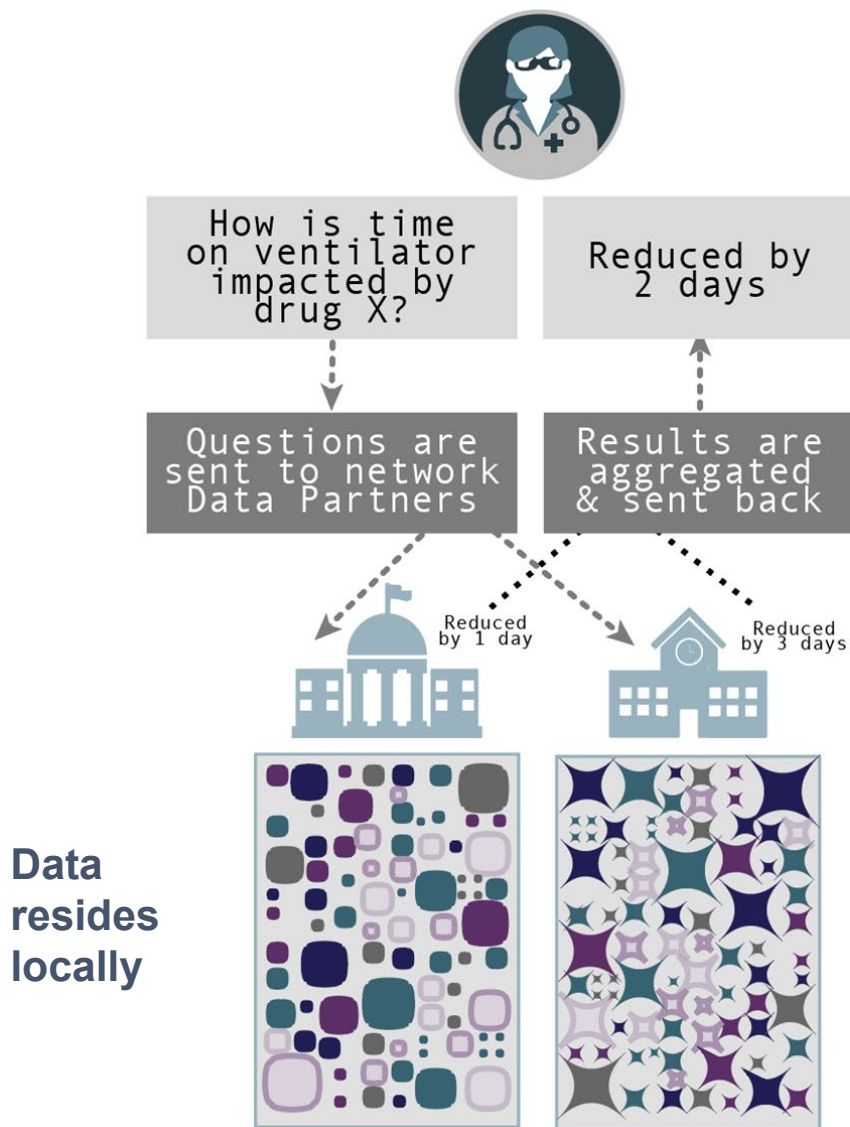 How is time
on ventilator
impacted by
drug X?
Reduced by
2 days
Questions are
sent to network
Data Partners
Results are
aggregated
& sent back
Reduced
by 1 day
Reduced
by 3 days
Data
resides
locally